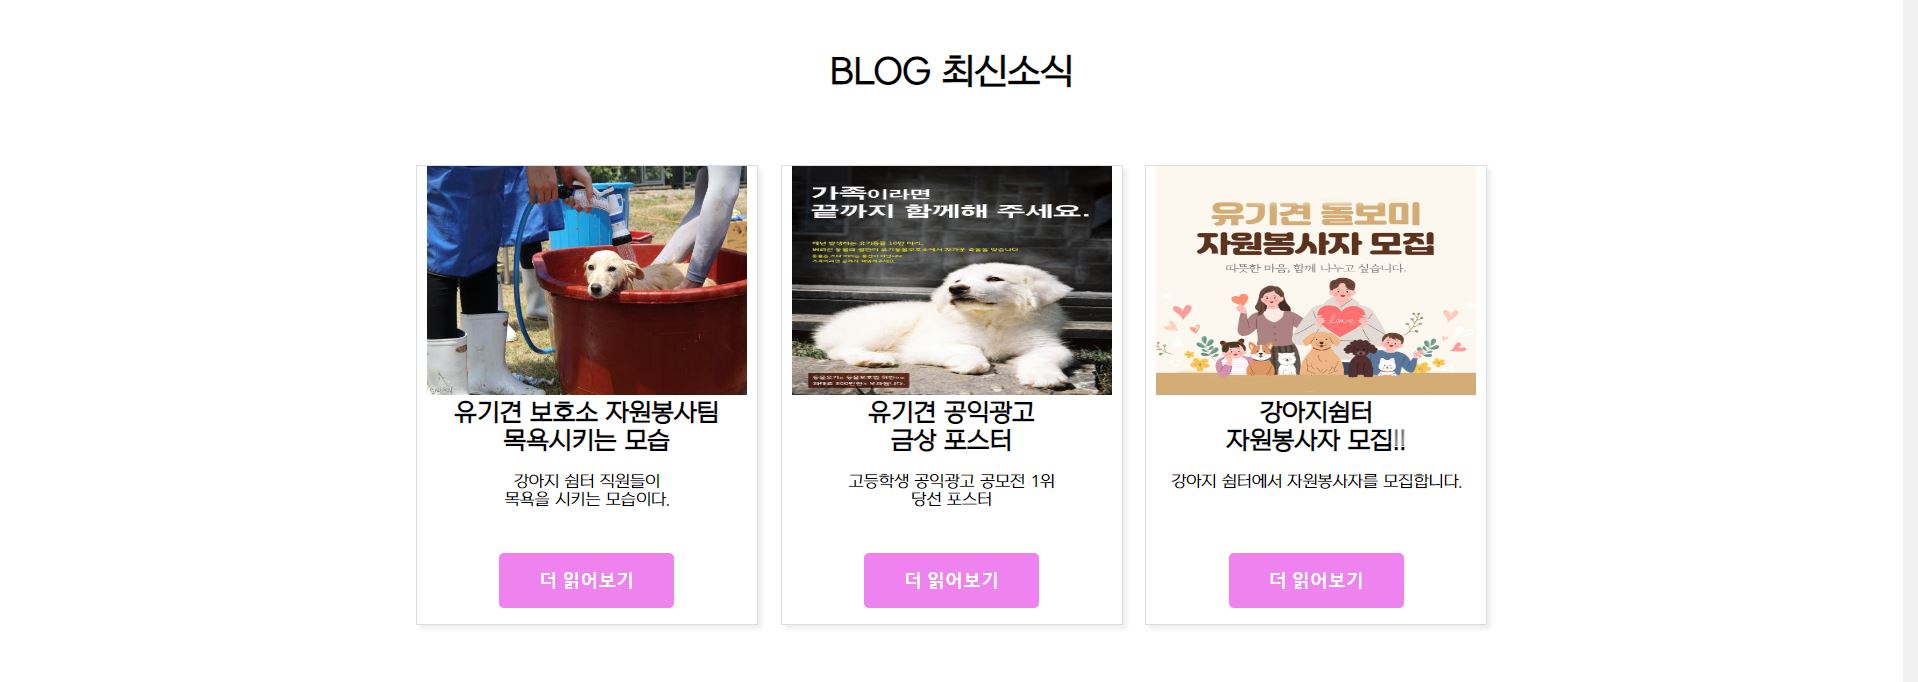 BLOG 최신소식
가족이라면
끝까지 함께해 주세요.
유기견 돌보미
자원봉사자 모집
따뜻한 마음, 함께 나누고 싶습니다.
love
유기견 보호소 자원봉사팀
목욕시키는 모습
강아지 쉼터 직원들이
목욕을 시키는 모습이다.
더 읽어보기
유기견 공익광고
금상 포스터
고등학생 공익광고 공모전 1위
당선 포스터
더 읽어보기
강아지쉼터
자원봉사자 모집!!
강아지 쉼터에서 자원봉사자를 모집합니다.
더 읽어보기